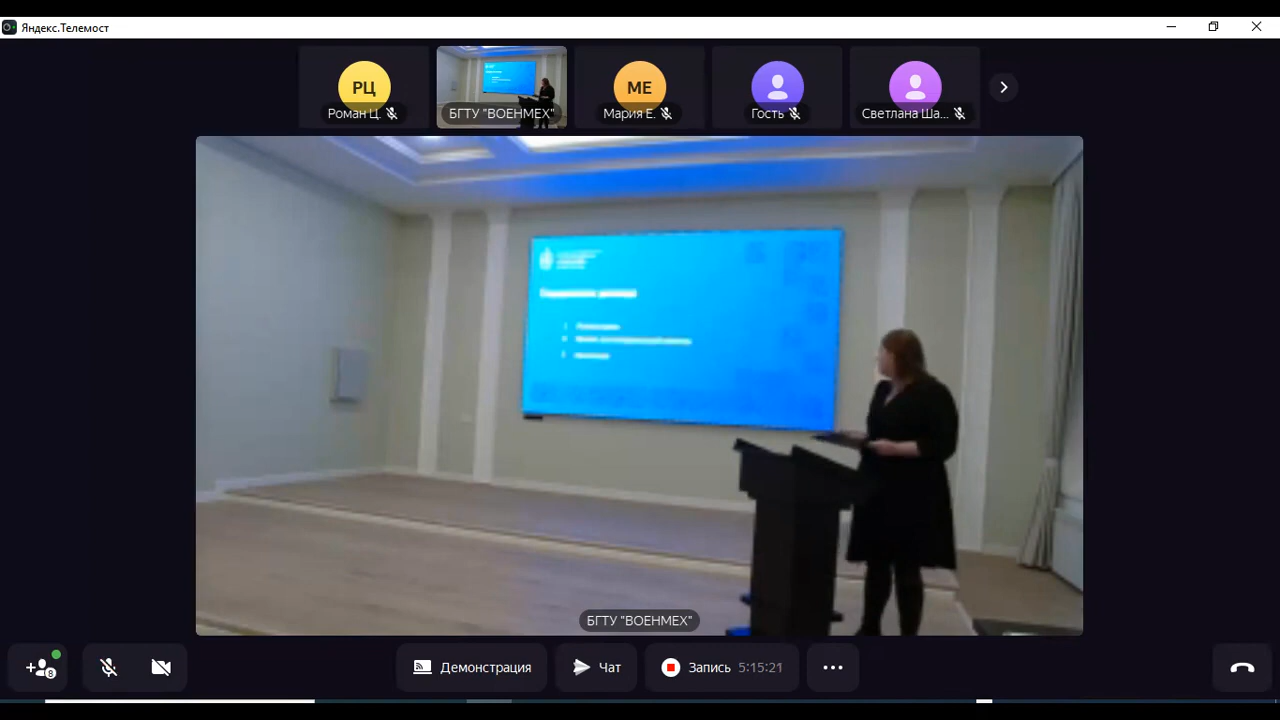 Яндекс.Телемост
РЦ
МЕ
Роман Ц.
БГТУ "ВОЕНМЕХ"
Мария Е.
Гость
Светлана Ша...
БГТУ "ВОЕНМЕХ"
8
Демонстрация
Чат
Запись 5:15:21